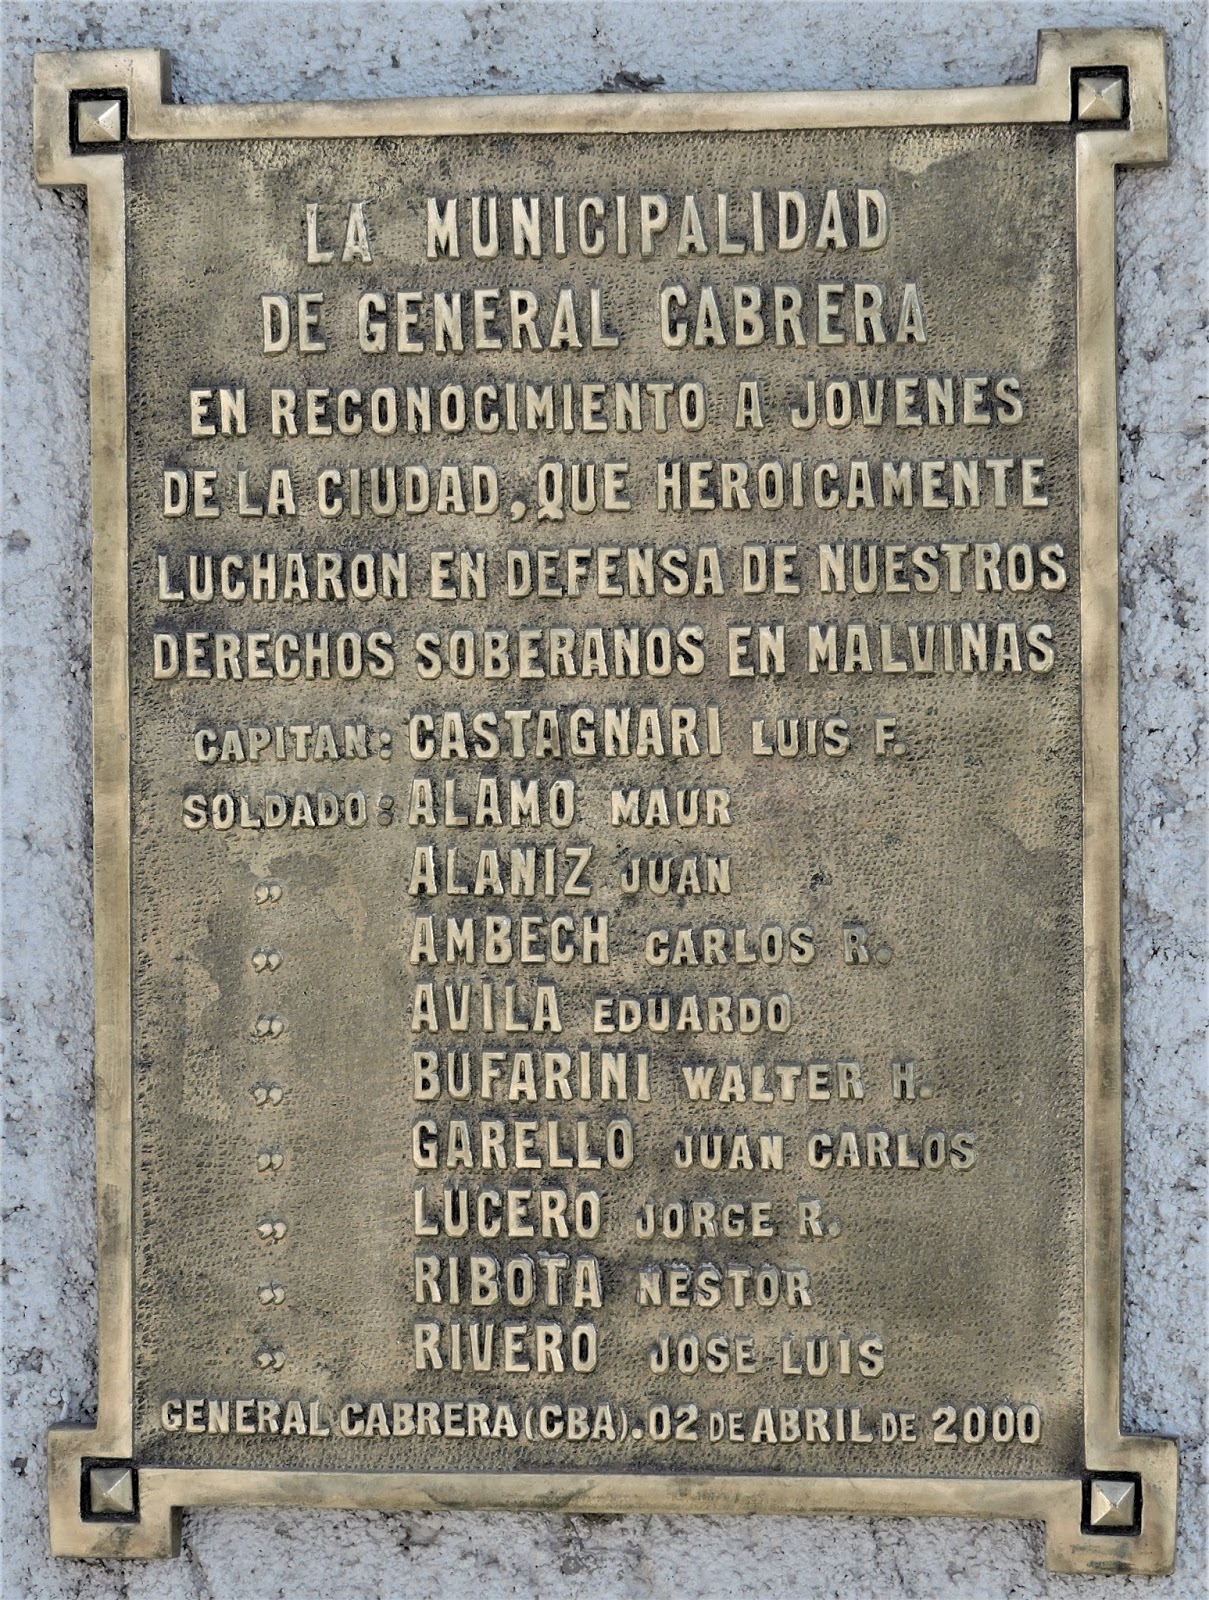 LA MUNICIPALIDAD
DE GENERAL CABRERA
EN RECONOCIMIENTO A JOVENES
DE LA CIUDAD, QUE HEROICAMENTE
LUCHARON EN DEFENSA DE NUESTROS
DERECHOS SOBERANOS EN MALVINAS
CAPITAN: CASTAGNARI LUIS F.
SOLDADO: ALAMO MAUR
" ALANIZ JUAN
" AMBECH CARLOS R.
" AVILA EDUARDO
" BUFARINI WALTER H.
" GARELLO JUAN CARLOS
" LUCERO JORGE R.
" RIBOTA NESTOR
" RIVERO JOSE LUIS
GENERAL CABRERA (CBA). 02 DE ABRIL DE 2000